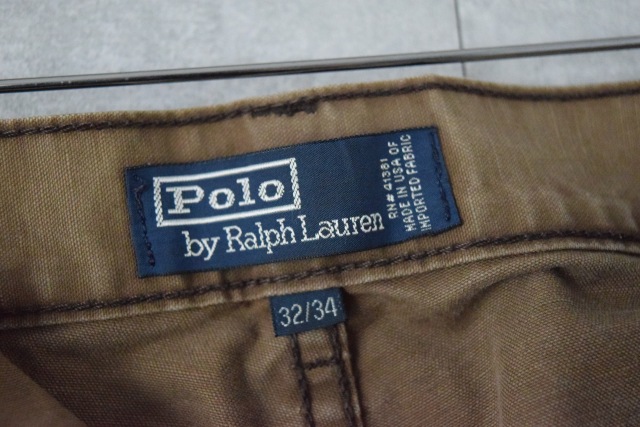 Polo
by Ralph Lauren
RN# 41381
MADE IN USA OF
IMPORTED FABRIC
32/34